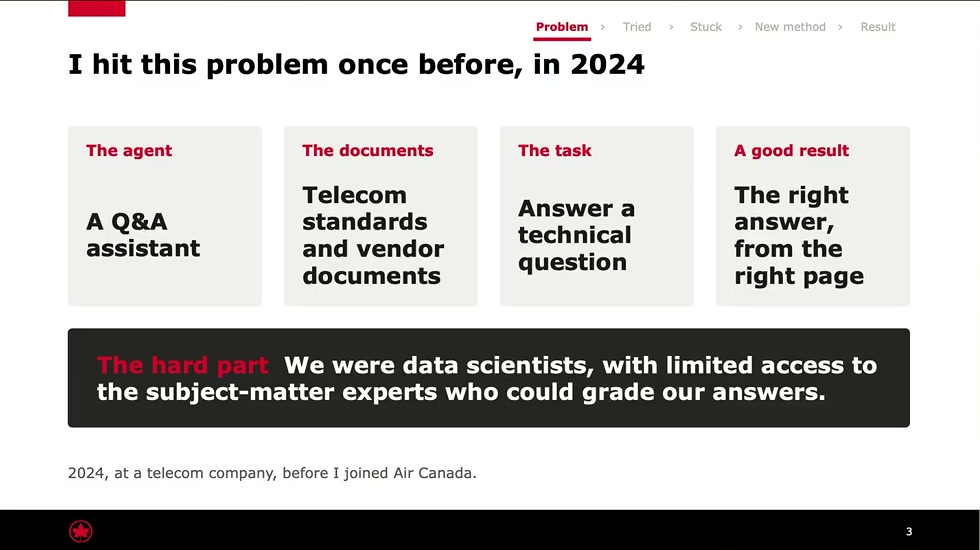 Problem › Tried › Stuck › New method › Result
I hit this problem once before, in 2024
The agent
A Q&A
assistant
The documents
Telecom
standards
and vendor
documents
The task
Answer a
technical
question
A good result
The right
answer,
from the
right page
The hard part We were data scientists, with limited access to
the subject-matter experts who could grade our answers.
2024, at a telecom company, before I joined Air Canada.
3